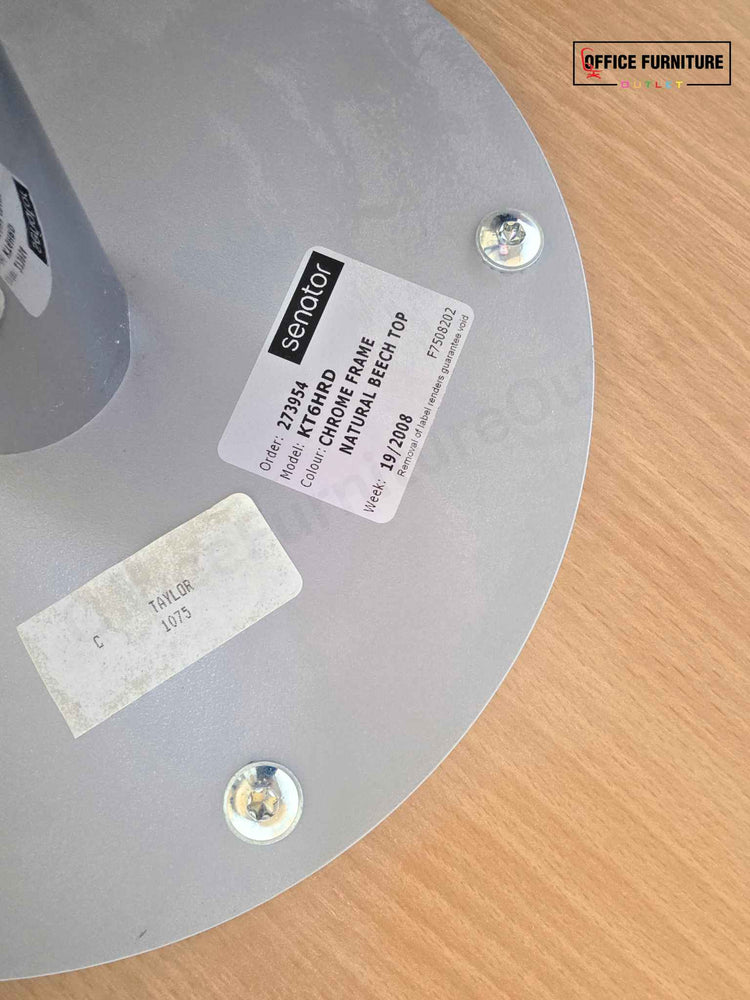 OFFICE FURNITURE
OUTLET
senator
Order: 273954
Model: KT6HRD
Colour: CHROME FRAME
NATURAL BEECH TOP
Week: 19/2008
F7508202
Removal of label renders guarantee void
TAYLOR
C 1075
senator